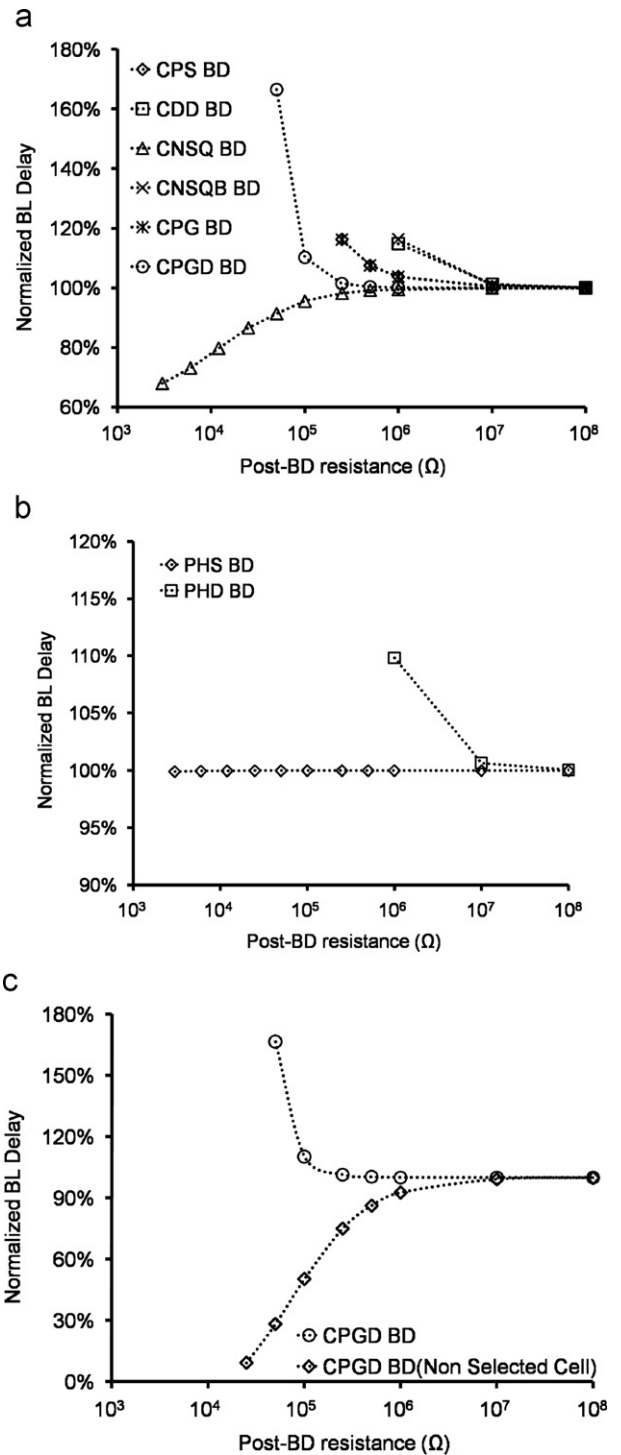 a
180%
160%
140%
120%
100%
80%
60%
Normalized BL Delay
CPS BD
CDD BD
CNSQ BD
CNSQB BD
CPG BD
CPGD BD
10³ 10⁴ 10⁵ 10⁶ 10⁷ 10⁸
Post-BD resistance (Ω)
b
120%
115%
110%
105%
100%
95%
90%
Normalized BL Delay
PHS BD
PHD BD
10³ 10⁴ 10⁵ 10⁶ 10⁷ 10⁸
Post-BD resistance (Ω)
c
180%
150%
120%
90%
60%
30%
0%
Normalized BL Delay
CPGD BD
CPGD BD(Non Selected Cell)
10³ 10⁴ 10⁵ 10⁶ 10⁷ 10⁸
Post-BD resistance (Ω)